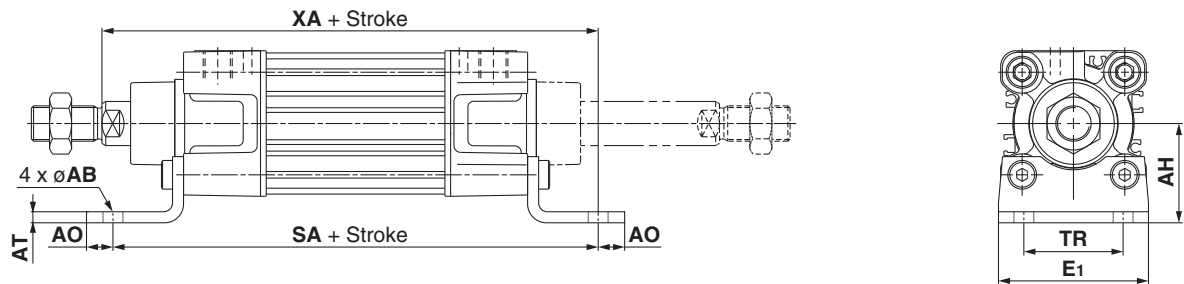 XA + Stroke
4 x øAB
AT
AO
SA + Stroke
AO
AH
TR
E1